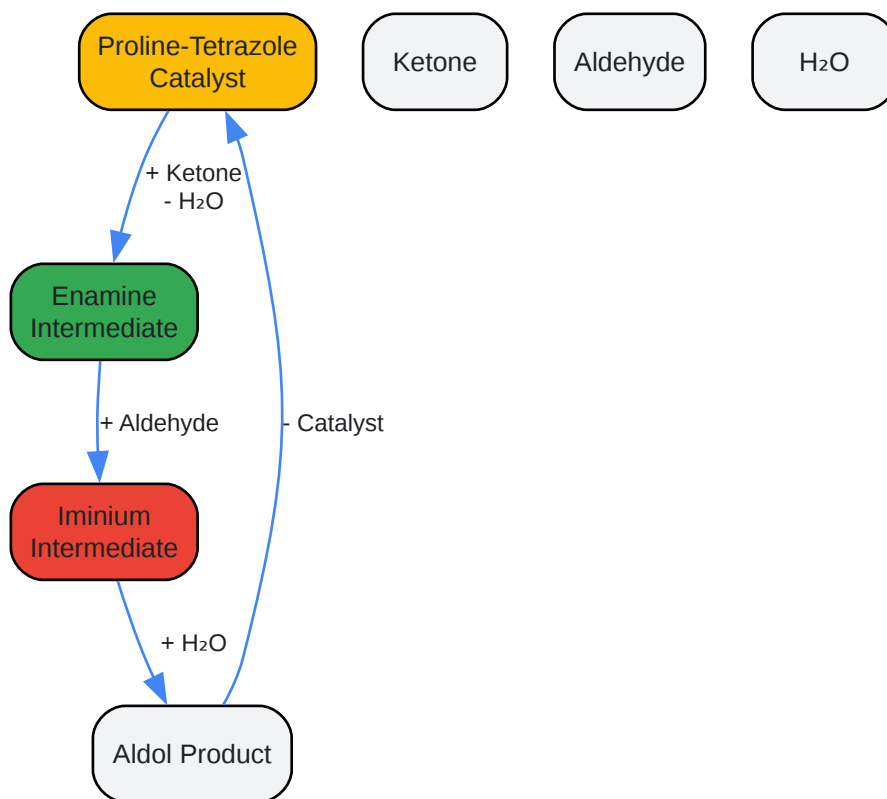 Proline-Tetrazole
Catalyst
Ketone
Aldehyde
H₂O
+ Ketone
- H₂O
Enamine
Intermediate
+ Aldehyde
- Catalyst
Iminium
Intermediate
+ H₂O
Aldol Product